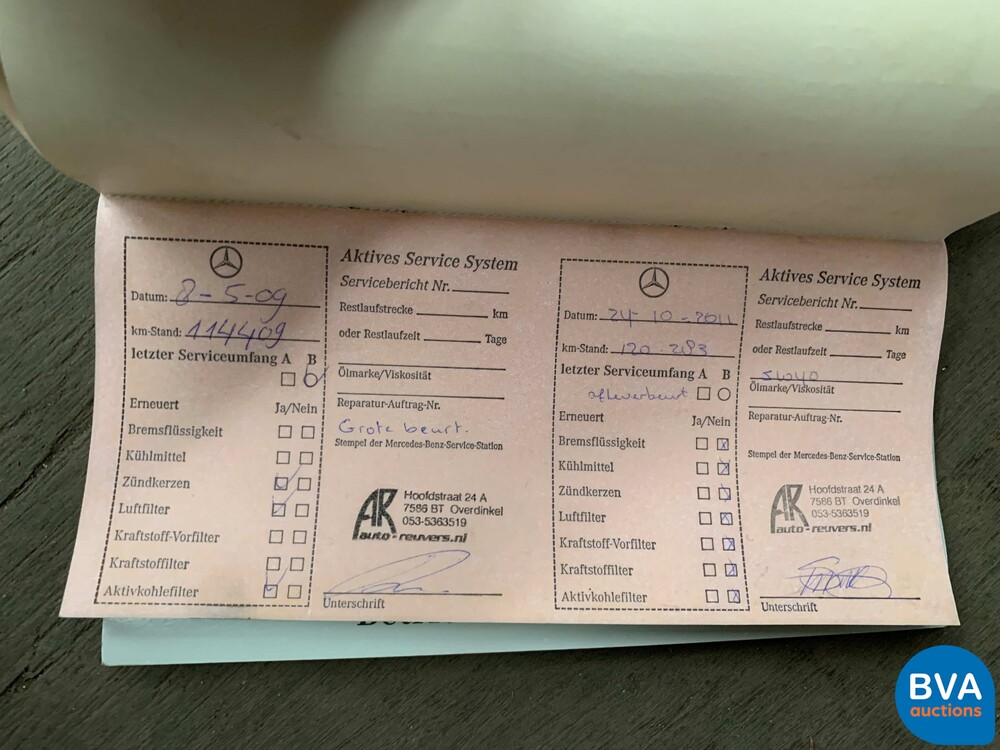 Datum: 8-5-09
km-Stand: 114409
letzter Serviceumfang A B
Erneuert
Ja/Nein
Bremsflüssigkeit
Kühlmittel
Zündkerzen
Luftfilter
Kraftstoff-Vorfilter
Kraftstoffilter
Aktivkohlefilter
Aktives Service System
Servicebericht Nr.
Restlaufstrecke km
oder Restlaufzeit Tage
Ölmarke/Viskosität
Reparatur-Auftrag-Nr.
Grote beurt.
Stempel der Mercedes-Benz-Service-Station
AR
Hoofdstraat 24 A
7586 BT Overdinkel
053-5363519
auto-reuvers.nl
Unterschrift
Datum: 24-10-2011
km-Stand: 120.283
letzter Serviceumfang A B
afleverbeurt
Erneuert
Ja/Nein
Bremsflüssigkeit
Kühlmittel
Zündkerzen
Luftfilter
Kraftstoff-Vorfilter
Kraftstoffilter
Aktivkohlefilter
Aktives Service System
Servicebericht Nr.
Restlaufstrecke km
oder Restlaufzeit Tage
5W40
Ölmarke/Viskosität
Reparatur-Auftrag-Nr.
Stempel der Mercedes-Benz-Service-Station
AR
Hoofdstraat 24 A
7586 BT Overdinkel
053-5363519
auto-reuvers.nl
Unterschrift
BVA
auctions